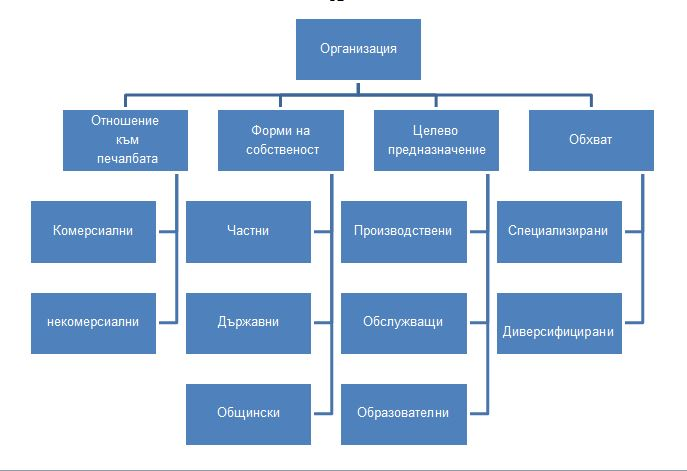 Организация
Отношение
към
печалбата
Форми на
собственост
Целево
предназначение
Обхват
Комерсиални
Частни
Производствени
Специализирани
некомерсиални
Държавни
Обслужващи
Диверсифицирани
Общински
Образователни